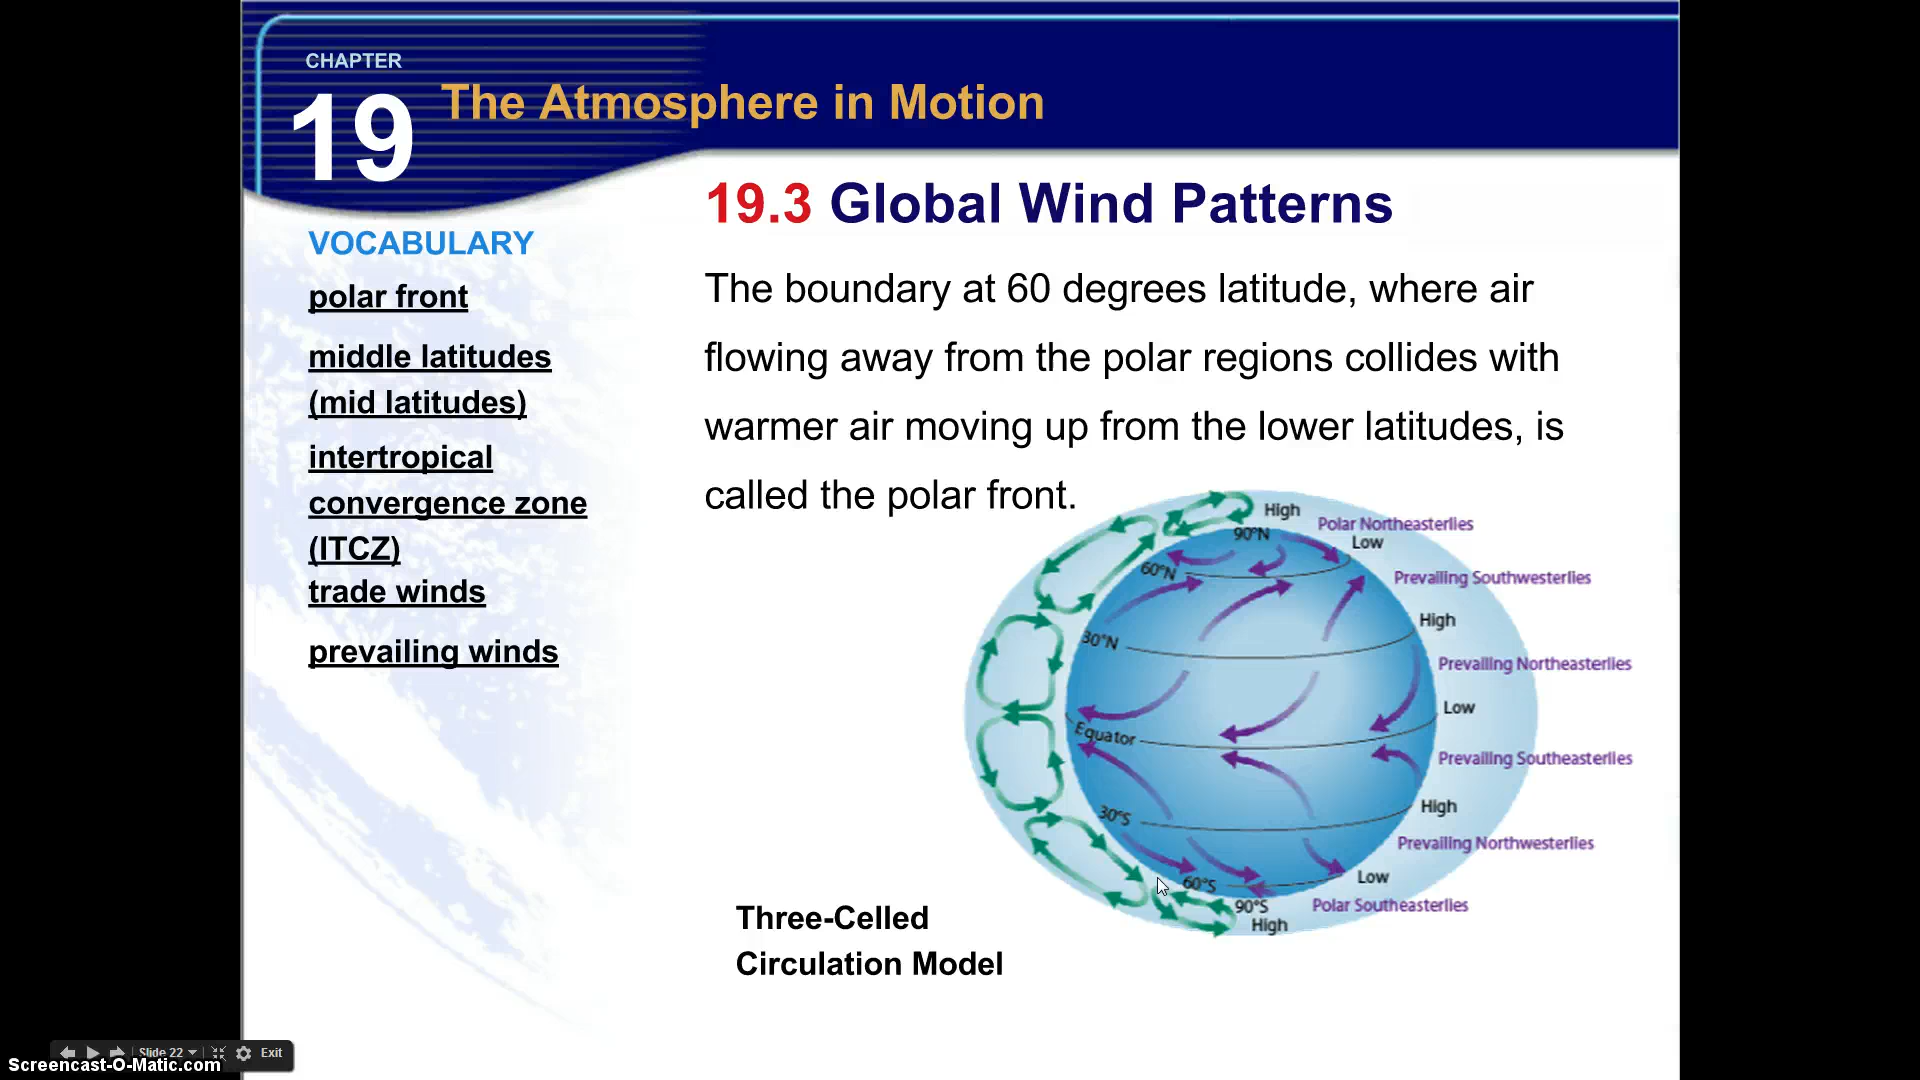 CHAPTER
19
The Atmosphere in Motion
19.3 Global Wind Patterns
VOCABULARY
polar front
middle latitudes
(mid latitudes)
intertropical
convergence zone
(ITCZ)
trade winds
prevailing winds
The boundary at 60 degrees latitude, where air
flowing away from the polar regions collides with
warmer air moving up from the lower latitudes, is
called the polar front.
High
Polar Northeasterlies
90°N
Low
60°N
Prevailing Southwesterlies
High
30°N
Prevailing Northeasterlies
Low
Equator
Prevailing Southeasterlies
High
30°S
Prevailing Northwesterlies
Low
60°S
90°S
Polar Southeasterlies
High
Three-Celled
Circulation Model
Slide 22
Exit
Screencast-O-Matic.com